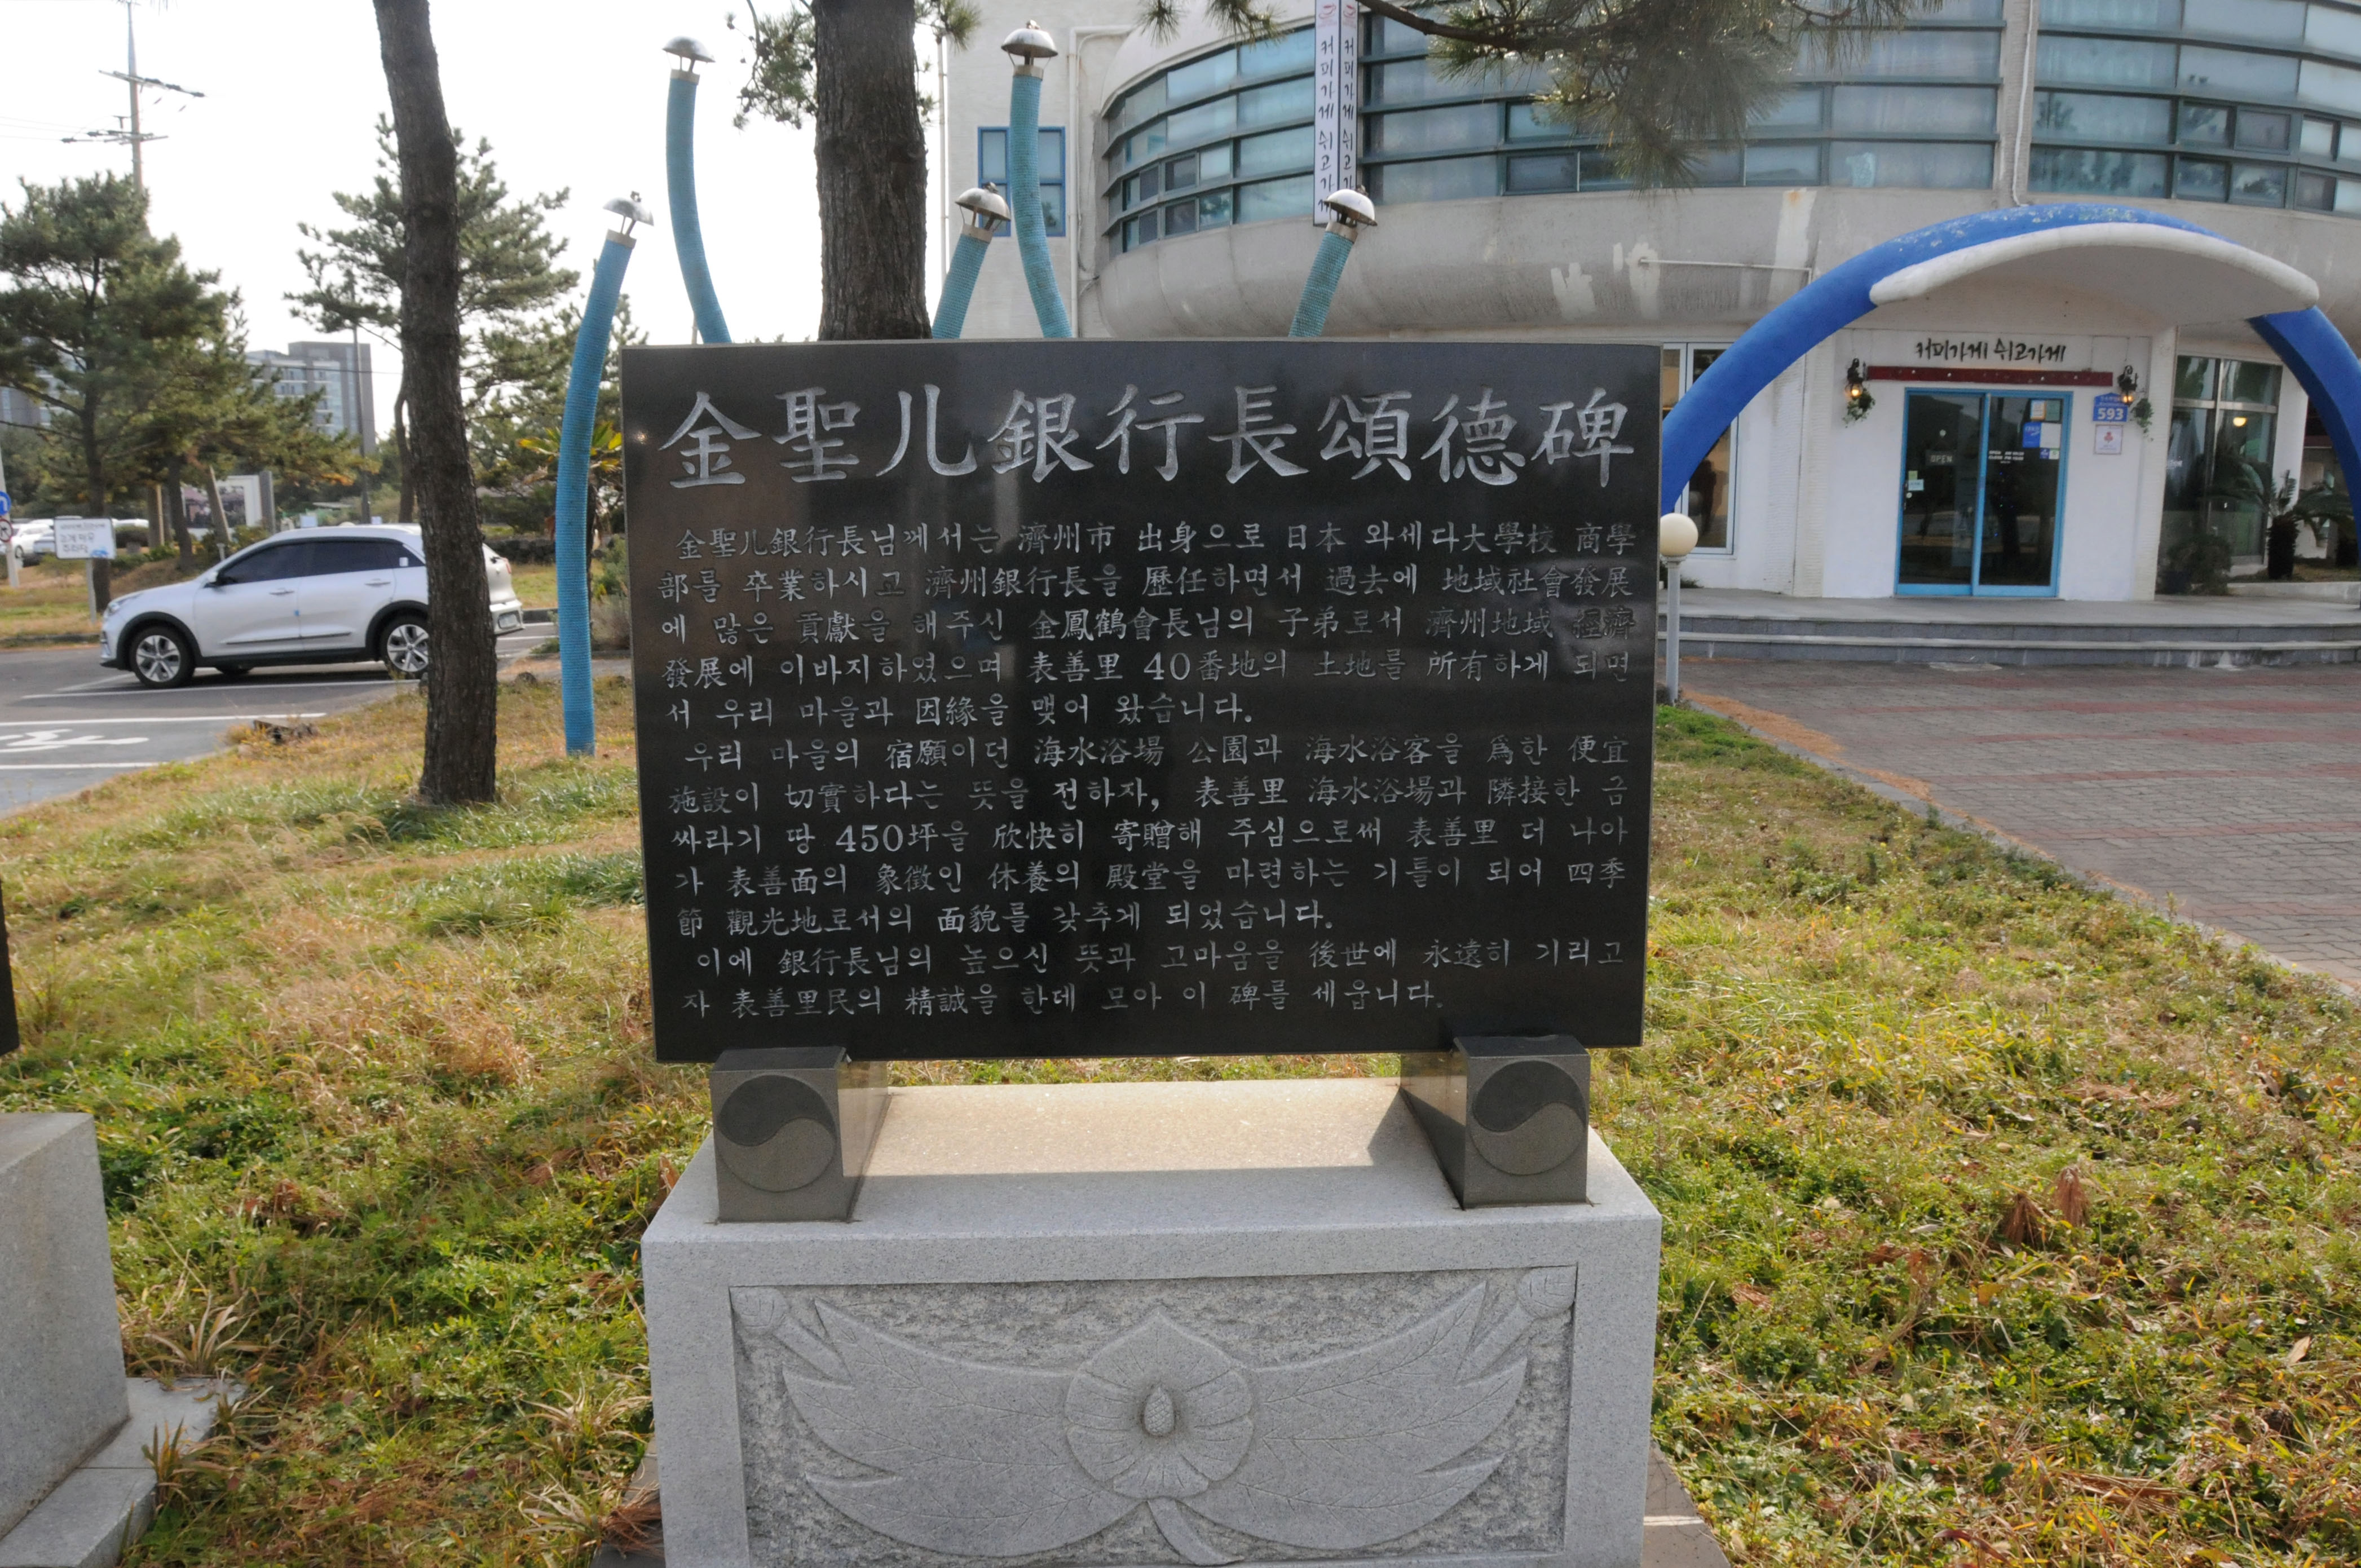 커피가게 쉬고가
커피가게 쉬고가게
커피가게 쉬고가게
593
OPEN
金聖儿銀行長頌德碑
金聖儿銀行長님께서는 濟州市 出身으로 日本 와세다大學校 商學
部를 卒業하시고 濟州銀行長을 歷任하면서 過去에 地域社會發展
에 많은 貢獻을 해주신 金鳳鶴會長님의 子弟로서 濟州地域 經濟
發展에 이바지하였으며 表善里 40番地의 土地를 所有하게 되면
서 우리 마을과 因緣을 맺어 왔습니다.
우리 마을의 宿願이던 海水浴場 公園과 海水浴客을 爲한 便宜
施設이 切實하다는 뜻을 전하자, 表善里 海水浴場과 隣接한 금
싸라기 땅 450坪을 欣快히 寄贈해 주심으로써 表善里 더 나아
가 表善面의 象徵인 休養의 殿堂을 마련하는 기틀이 되어 四季
節 觀光地로서의 面貌를 갖추게 되었습니다.
이에 銀行長님의 높으신 뜻과 고마움을 後世에 永遠히 기리고
자 表善里民의 精誠을 한데 모아 이 碑를 세웁니다.